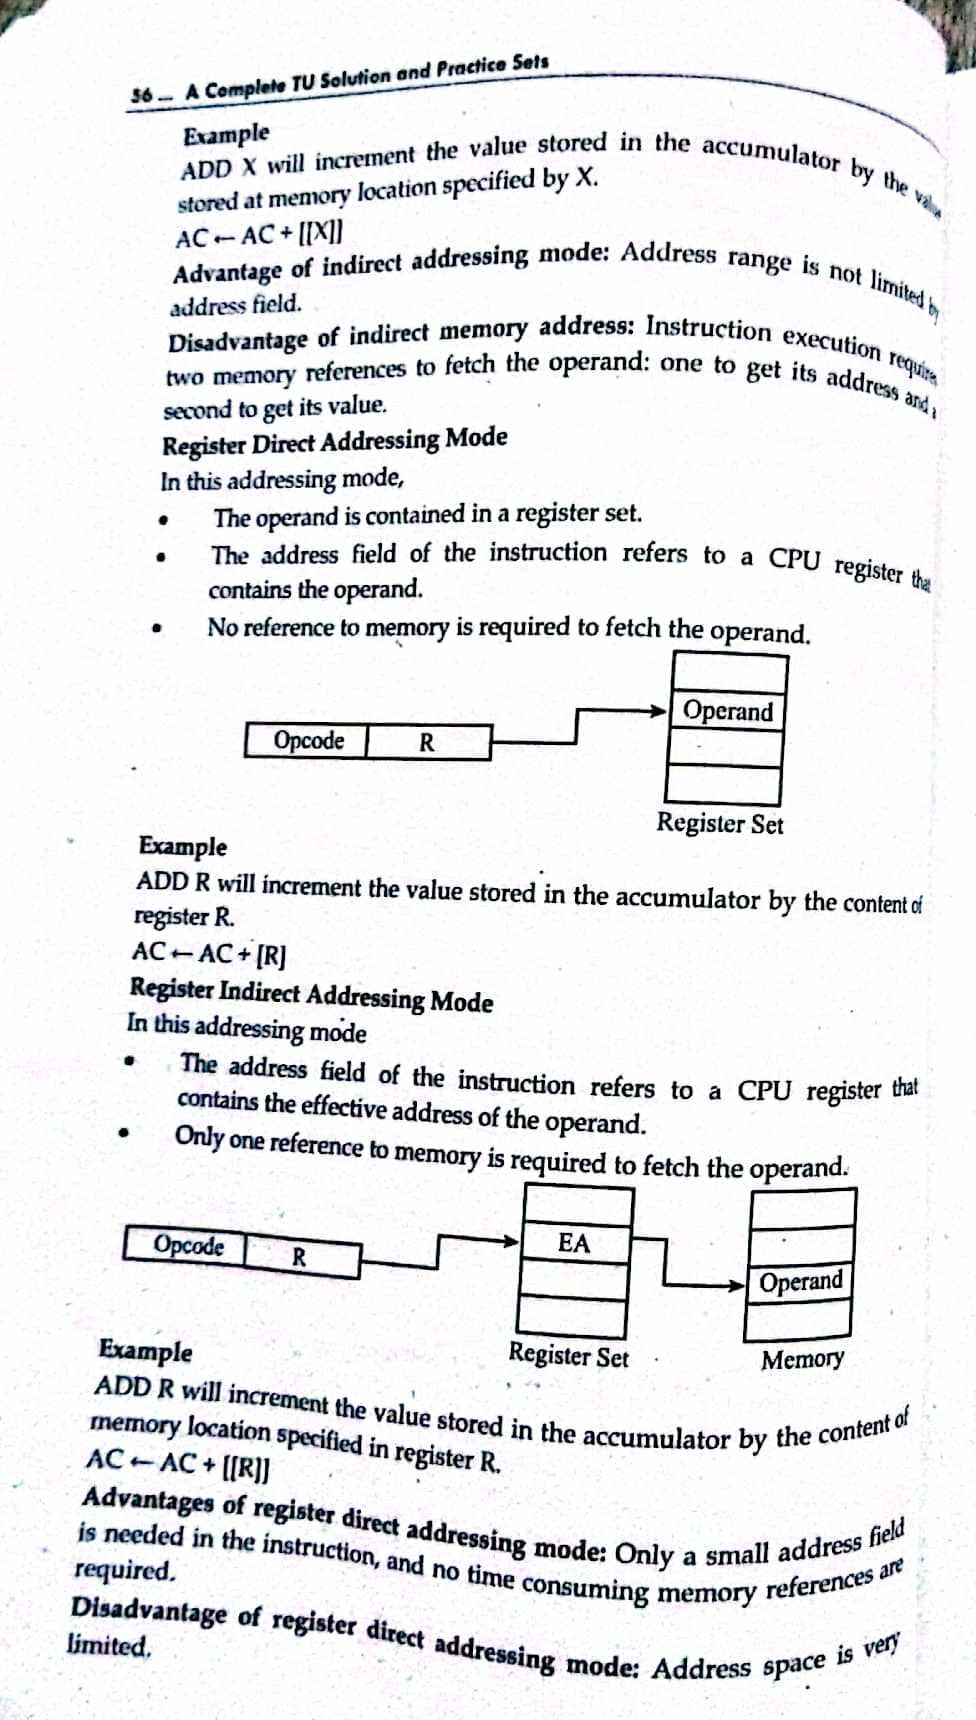 56 — A Complete TU Solution and Practice Sets
Example
ADD X will increment the value stored in the accumulator by the value
stored at memory location specified by X.
AC ← AC + [[X]]
Advantage of indirect addressing mode: Address range is not limited by
address field.
Disadvantage of indirect memory address: Instruction execution require
two memory references to fetch the operand: one to get its address and a
second to get its value.
Register Direct Addressing Mode
In this addressing mode,
• The operand is contained in a register set.
• The address field of the instruction refers to a CPU register that
contains the operand.
• No reference to memory is required to fetch the operand.
Operand
Opcode R
Register Set
Example
ADD R will increment the value stored in the accumulator by the content of
register R.
AC ← AC + [R]
Register Indirect Addressing Mode
In this addressing mode
• The address field of the instruction refers to a CPU register that
contains the effective address of the operand.
• Only one reference to memory is required to fetch the operand.
Opcode R EA
Operand
Register Set Memory
Example
ADD R will increment the value stored in the accumulator by the content of
memory location specified in register R.
AC ← AC + [[R]]
Advantages of register direct addressing mode: Only a small address field
is needed in the instruction, and no time consuming memory references are
required.
Disadvantage of register direct addressing mode: Address space is very
limited.